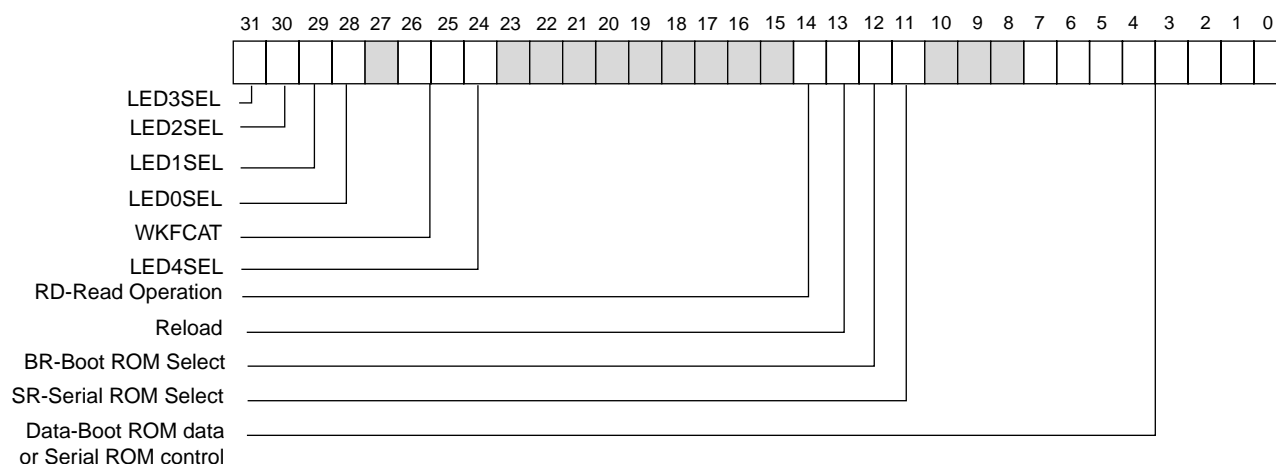 31 30 29 28 27 26 25 24 23 22 21 20 19 18 17 16 15 14 13 12 11 10 9 8 7 6 5 4 3 2 1 0
LED3SEL
LED2SEL
LED1SEL
LED0SEL
WKFCAT
LED4SEL
RD-Read Operation
Reload
BR-Boot ROM Select
SR-Serial ROM Select
Data-Boot ROM data
or Serial ROM control